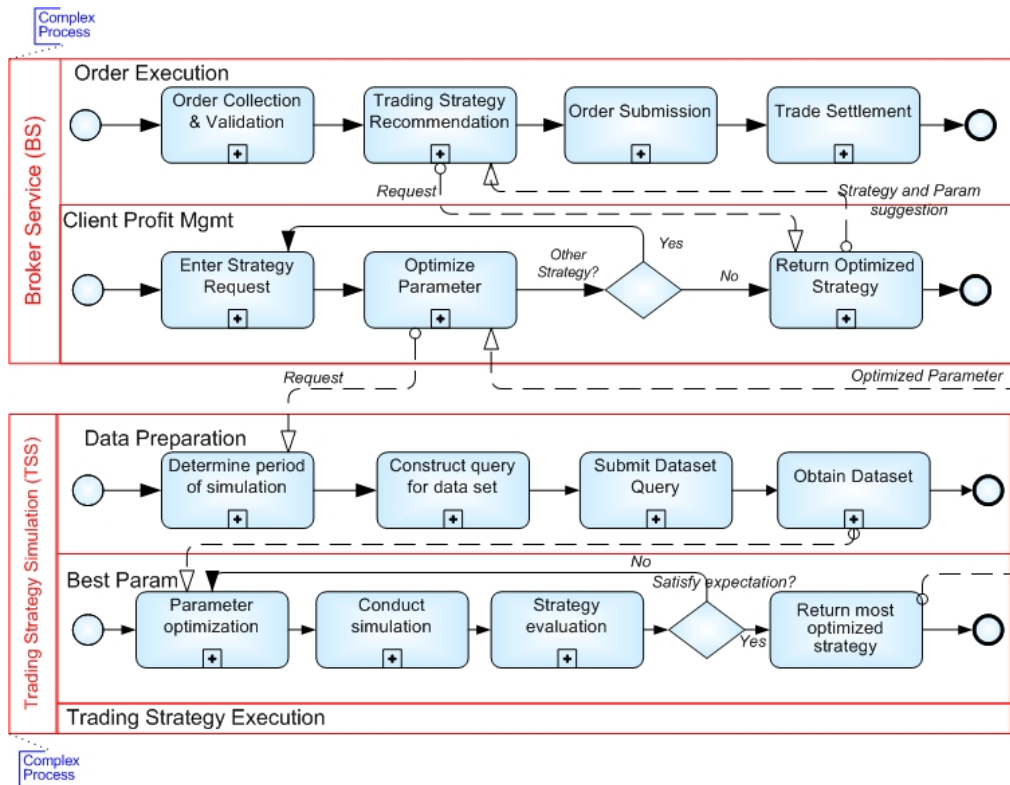 Complex
Process
Broker Service (BS)
Order Execution
Order Collection
& Validation
Trading Strategy
Recommendation
Order Submission
Trade Settlement
Request
Strategy and Param
suggestion
Client Profit Mgmt
Enter Strategy
Request
Optimize
Parameter
Other
Strategy?
Yes
No
Return Optimized
Strategy
Request
Optimized Parameter
Trading Strategy Simulation (TSS)
Data Preparation
Determine period
of simulation
Construct query
for data set
Submit Dataset
Query
Obtain Dataset
Best Param
No
Satisfy expectation?
Parameter
optimization
Conduct
simulation
Strategy
evaluation
Yes
Return most
optimized
strategy
Trading Strategy Execution
Complex
Process